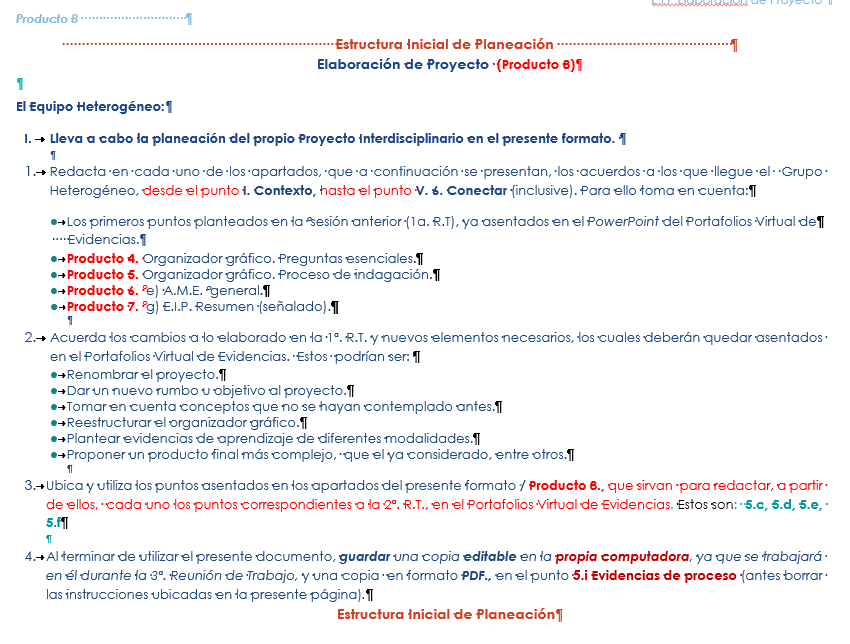 E.I.P. Elaboración de Proyecto
Producto 8
Estructura Inicial de Planeación
Elaboración de Proyecto (Producto 8)
El Equipo Heterogéneo:
I. Lleva a cabo la planeación del propio Proyecto Interdisciplinario en el presente formato.
1. Redacta en cada uno de los apartados, que a continuación se presentan, los acuerdos a los que llegue el Grupo
Heterogéneo, desde el punto I. Contexto, hasta el punto V. 6. Conectar (inclusive). Para ello toma en cuenta:
● Los primeros puntos planteados en la sesión anterior (1a. R.T), ya asentados en el PowerPoint del Portafolios Virtual de
Evidencias.
● Producto 4. Organizador gráfico. Preguntas esenciales.
● Producto 5. Organizador gráfico. Proceso de indagación.
● Producto 6. e) A.M.E. general.
● Producto 7. g) E.I.P. Resumen (señalado).
2. Acuerda los cambios a lo elaborado en la 1ª. R.T. y nuevos elementos necesarios, los cuales deberán quedar asentados
en el Portafolios Virtual de Evidencias. Estos podrían ser:
● Renombrar el proyecto.
● Dar un nuevo rumbo u objetivo al proyecto.
● Tomar en cuenta conceptos que no se hayan contemplado antes.
● Reestructurar el organizador gráfico.
● Plantear evidencias de aprendizaje de diferentes modalidades.
● Proponer un producto final más complejo, que el ya considerado, entre otros.
3. Ubica y utiliza los puntos asentados en los apartados del presente formato / Producto 8., que sirvan para redactar, a partir
de ellos, cada uno los puntos correspondientes a la 2ª. R.T., en el Portafolios Virtual de Evidencias. Estos son: 5.c, 5.d, 5.e,
5.f
4. Al terminar de utilizar el presente documento, guardar una copia editable en la propia computadora, ya que se trabajará
en él durante la 3ª. Reunión de Trabajo, y una copia en formato PDF., en el punto 5.i Evidencias de proceso (antes borrar
las instrucciones ubicadas en la presente página).
Estructura Inicial de Planeación